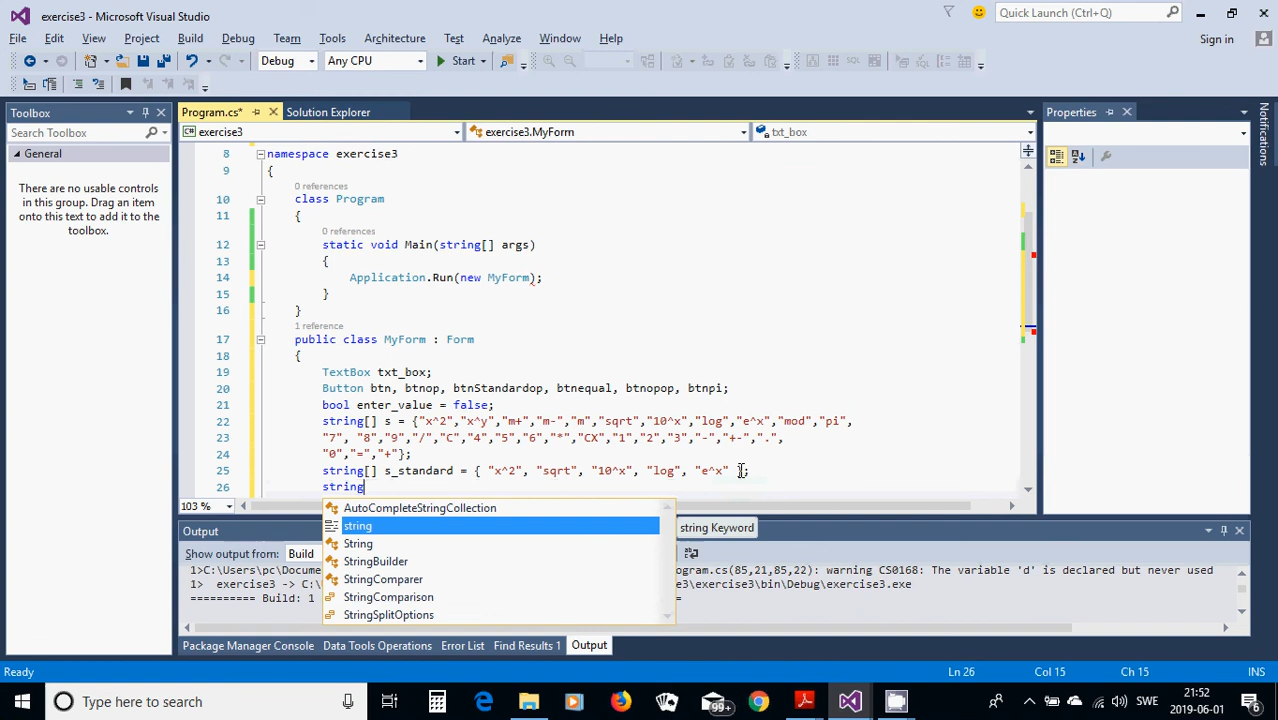 exercise3 - Microsoft Visual Studio
Quick Launch (Ctrl+Q)
File Edit View Project Build Debug Team Tools Architecture Test Analyze Window Help
Sign in
Debug Any CPU Start
Toolbox
Program.cs* Solution Explorer
Properties
Search Toolbox
exercise3 exercise3.MyForm txt_box
Notifications
General
There are no usable controls
in this group. Drag an item
onto this text to add it to the
toolbox.
8 namespace exercise3
9 {
0 references
10 class Program
11 {
0 references
12 static void Main(string[] args)
13 {
14 Application.Run(new MyForm);
15 }
16 }
1 reference
17 public class MyForm : Form
18 {
19 TextBox txt_box;
20 Button btn, btnop, btnStandardop, btnequal, btnopop, btnpi;
21 bool enter_value = false;
22 string[] s = {"x^2","x^y","m+","m-","m","sqrt","10^x","log","e^x","mod","pi",
23 "7", "8","9","/","C","4","5","6","*","CX","1","2","3","-","+-",".",
24 "0","=","+"};
25 string[] s_standard = { "x^2", "sqrt", "10^x", "log", "e^x" };
26 string
103 %
AutoCompleteStringCollection
string
string Keyword
String
StringBuilder
StringComparer
StringComparison
StringSplitOptions
Output
Show output from: Build
1>C:\Users\pc\Docume
rogram.cs(85,21,85,22): warning CS0168: The variable 'd' is declared but never used
1> exercise3 -> C:\
e3\exercise3\bin\Debug\exercise3.exe
========== Build: 1
=
Package Manager Console Data Tools Operations Error List Find Results 1 Output
Ready Ln 26 Col 15 Ch 15 INS
Type here to search
99+
SWE
21:52
2019-06-01
6